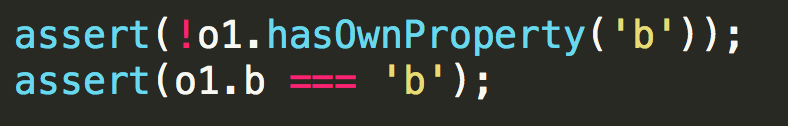 assert(!o1.hasOwnProperty('b'));
assert(o1.b === 'b');